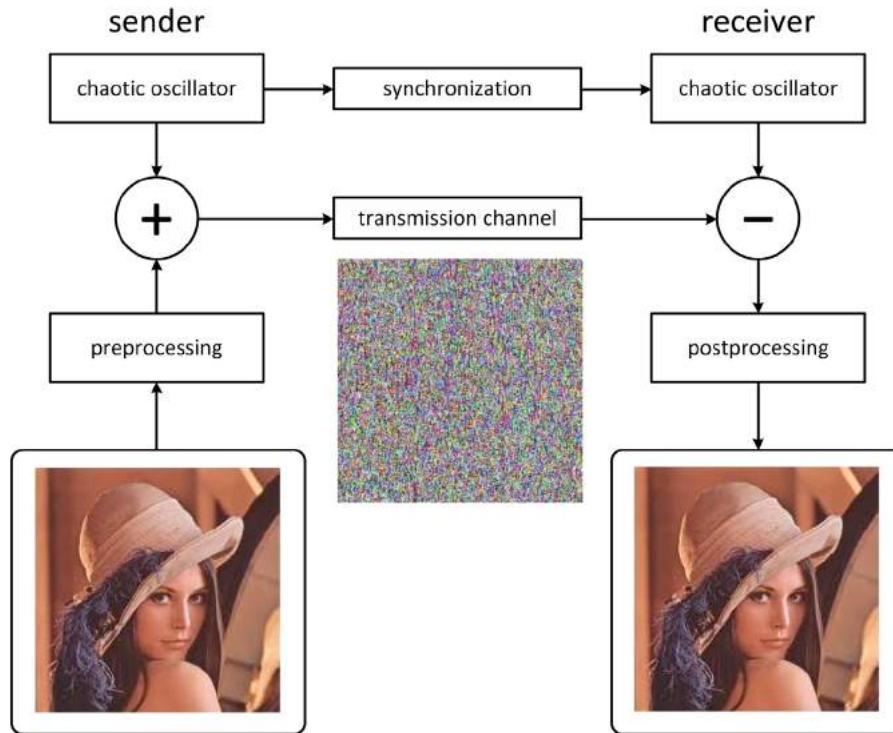 sender
receiver
chaotic oscillator
synchronization
chaotic oscillator
+
transmission channel
−
preprocessing
postprocessing